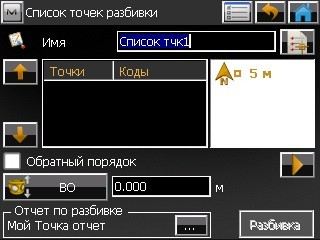 Список точек разбивки
Имя
Список тчк1
Точки Коды
N 5 м
Обратный порядок
ВО 0.000 м
Отчет по разбивке
Мой Точка отчет ...
Разбивка